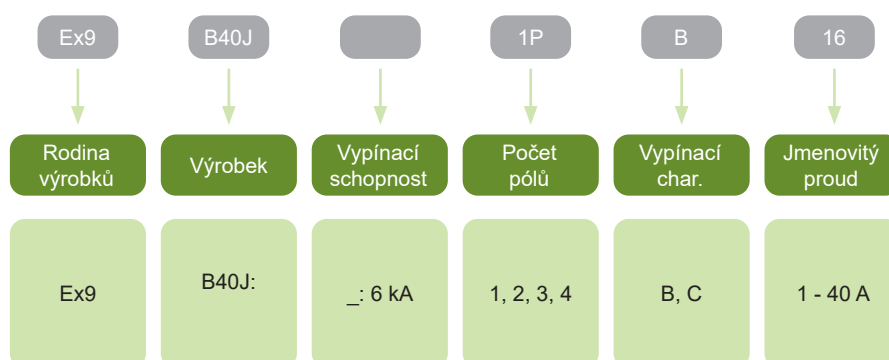 Ex9 B40J 1P B 16
Rodina výrobků Výrobek Vypínací schopnost Počet pólů Vypínací char. Jmenovitý proud
Ex9 B40J: _: 6 kA 1, 2, 3, 4 B, C 1 - 40 A